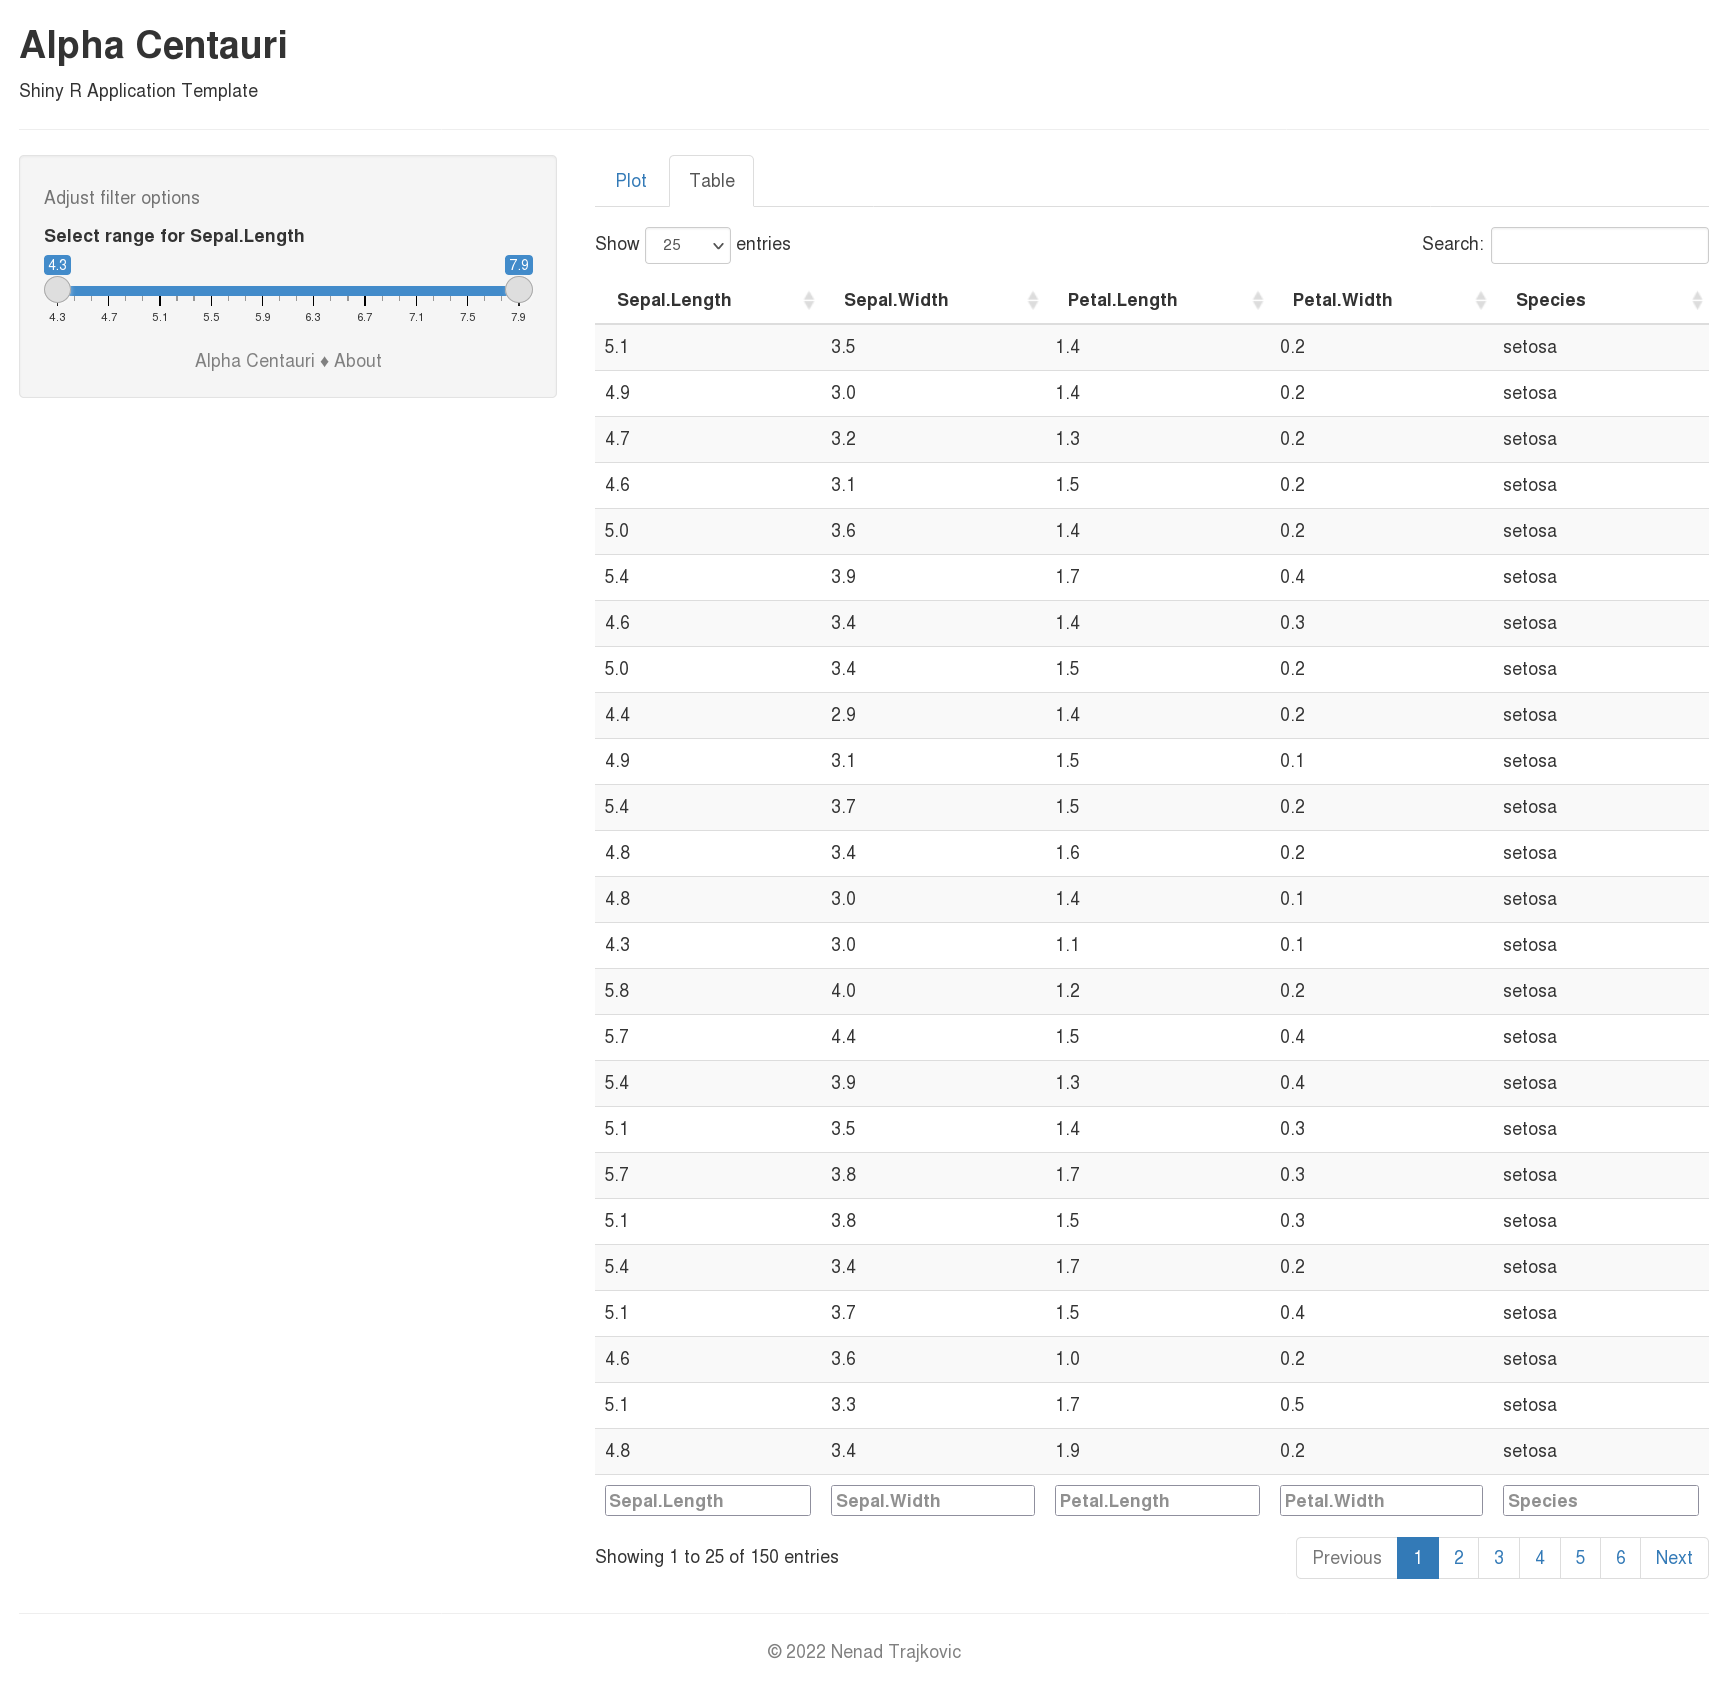 Alpha Centauri
Shiny R Application Template
Adjust filter options
Select range for Sepal.Length
4.3 7.9
4.3 4.7 5.1 5.5 5.9 6.3 6.7 7.1 7.5 7.9
Alpha Centauri ♦ About
Plot Table
Show 25 entries Search:
Sepal.Length Sepal.Width Petal.Length Petal.Width Species
5.1 3.5 1.4 0.2 setosa
4.9 3.0 1.4 0.2 setosa
4.7 3.2 1.3 0.2 setosa
4.6 3.1 1.5 0.2 setosa
5.0 3.6 1.4 0.2 setosa
5.4 3.9 1.7 0.4 setosa
4.6 3.4 1.4 0.3 setosa
5.0 3.4 1.5 0.2 setosa
4.4 2.9 1.4 0.2 setosa
4.9 3.1 1.5 0.1 setosa
5.4 3.7 1.5 0.2 setosa
4.8 3.4 1.6 0.2 setosa
4.8 3.0 1.4 0.1 setosa
4.3 3.0 1.1 0.1 setosa
5.8 4.0 1.2 0.2 setosa
5.7 4.4 1.5 0.4 setosa
5.4 3.9 1.3 0.4 setosa
5.1 3.5 1.4 0.3 setosa
5.7 3.8 1.7 0.3 setosa
5.1 3.8 1.5 0.3 setosa
5.4 3.4 1.7 0.2 setosa
5.1 3.7 1.5 0.4 setosa
4.6 3.6 1.0 0.2 setosa
5.1 3.3 1.7 0.5 setosa
4.8 3.4 1.9 0.2 setosa
Sepal.Length Sepal.Width Petal.Length Petal.Width Species
Showing 1 to 25 of 150 entries Previous 1 2 3 4 5 6 Next
© 2022 Nenad Trajkovic